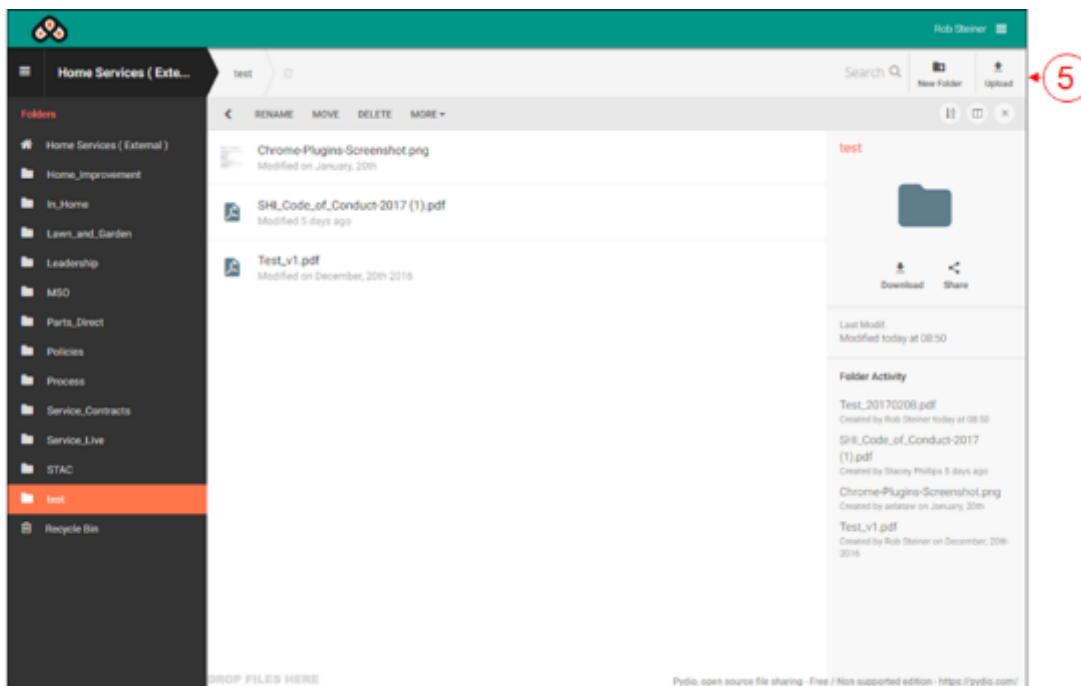 Rob Steiner
Home Services ( Exte...
test
Search
New Folder
Upload
5
Folders
Home Services ( External )
Home_Improvement
In_Home
Lawn_and_Garden
Leadership
MSO
Parts_Direct
Policies
Process
Service_Contracts
Service_Live
STAC
test
Recycle Bin
RENAME MOVE DELETE MORE
Chrome-Plugins-Screenshot.png
Modified on January, 20th
SHI_Code_of_Conduct-2017 (1).pdf
Modified 5 days ago
Test_v1.pdf
Modified on December, 20th 2016
DROP FILES HERE
test
Download Share
Last Modif.
Modified today at 08:50
Folder Activity
Test_20170208.pdf
Created by Rob Steiner today at 08:50
SHI_Code_of_Conduct-2017
(1).pdf
Created by Stacey Phillips 5 days ago
Chrome-Plugins-Screenshot.png
Created by on January, 20th
Test_v1.pdf
Created by Rob Steiner on December, 20th
2016
Pydio, open source file sharing - Free / Non supported edition - https://pydio.com/